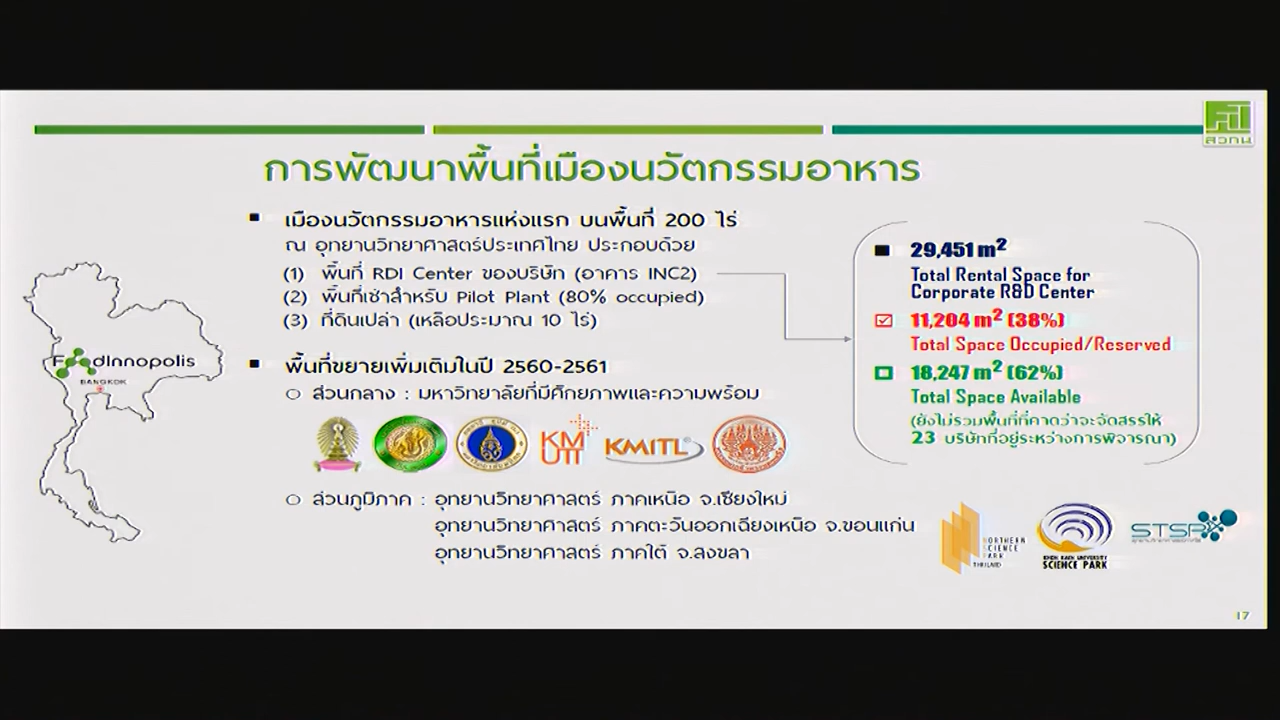 สวทน
การพัฒนาพื้นที่เมืองนวัตกรรมอาหาร
■ เมืองนวัตกรรมอาหารแห่งแรก บนพื้นที่ 200 ไร่
ณ อุทยานวิทยาศาสตร์ประเทศไทย ประกอบด้วย
(1) พื้นที่ RDI Center ของบริษัท (อาคาร INC2)
(2) พื้นที่เช่าสำหรับ Pilot Plant (80% occupied)
(3) ที่ดินเปล่า (เหลือประมาณ 10 ไร่)
■ พื้นที่ขยายเพิ่มเติมในปี 2560-2561
○ ส่วนกลาง : มหาวิทยาลัยที่มีศักยภาพและความพร้อม
KMUTT
KMITL
○ ส่วนภูมิภาค : อุทยานวิทยาศาสตร์ ภาคเหนือ จ.เชียงใหม่
อุทยานวิทยาศาสตร์ ภาคตะวันออกเฉียงเหนือ จ.ขอนแก่น
อุทยานวิทยาศาสตร์ ภาคใต้ จ.สงขลา
FoodInnopolis
BANGKOK
29,451 m²
Total Rental Space for
Corporate R&D Center
11,204 m² (38%)
Total Space Occupied/Reserved
18,247 m² (62%)
Total Space Available
(ยังไม่รวมพื้นที่ที่คาดว่าจะจัดสรรให้
23 บริษัทที่อยู่ระหว่างการพิจารณา)
NORTHERN
SCIENCE
PARK
THAILAND
KHON KAEN UNIVERSITY
SCIENCE PARK
STSP
17